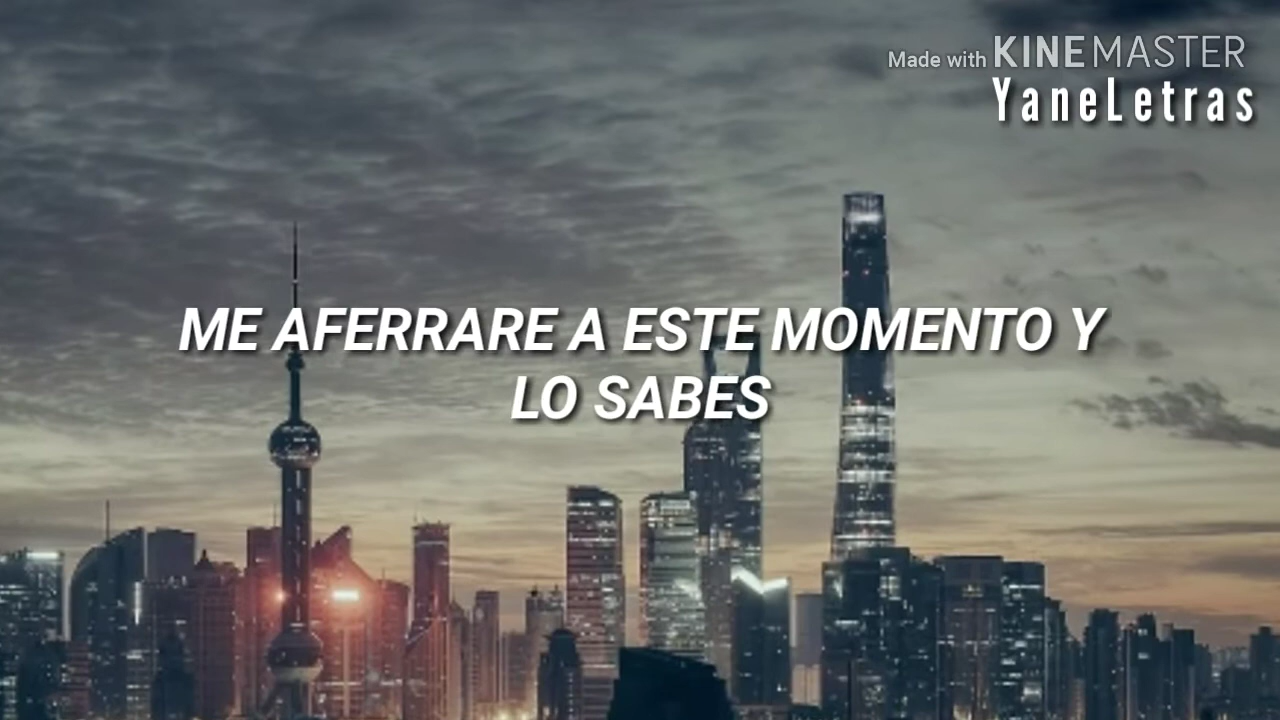 Made with KINEMASTER
YaneLetras
ME AFERRARE A ESTE MOMENTO Y
LO SABES